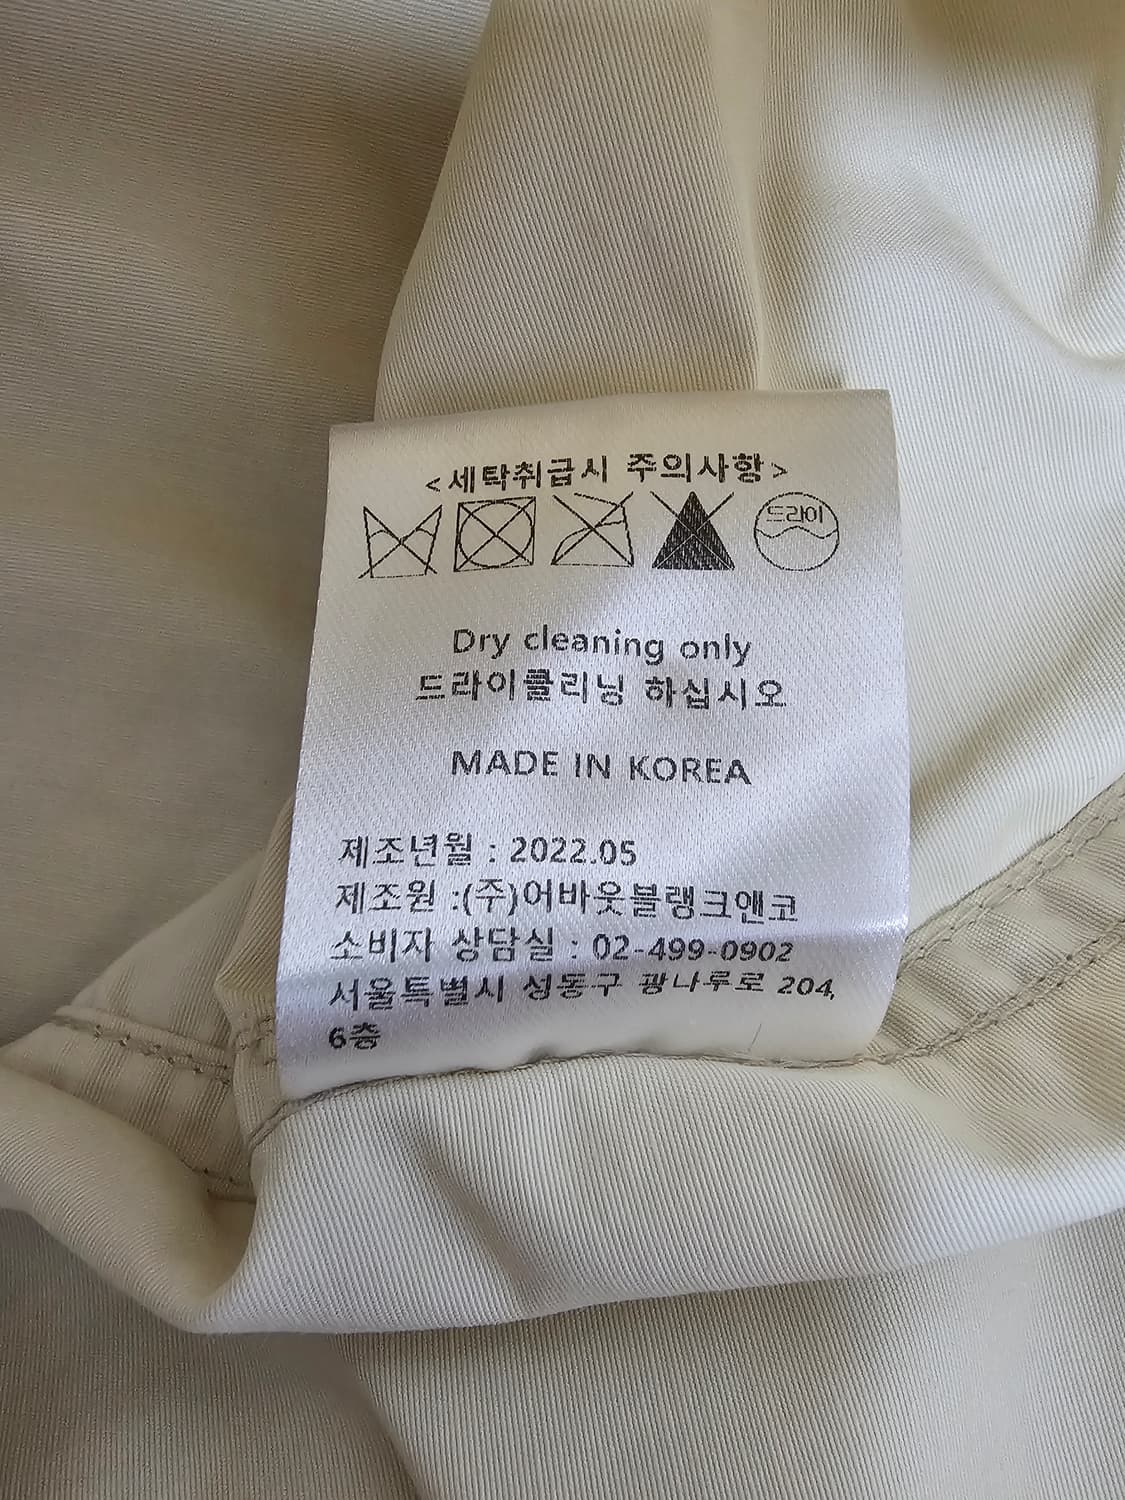 <세탁취급시 주의사항>
드라이
Dry cleaning only
드라이클리닝 하십시오
MADE IN KOREA
제조년월 : 2022.05
제조원 :(주)어바웃블랭크앤코
소비자 상담실 : 02-499-0902
서울특별시 성동구 광나루로 204,
6층